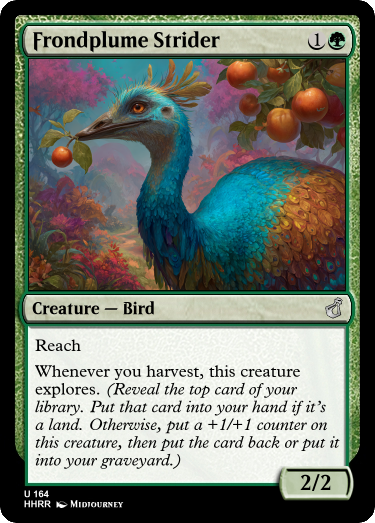 Frondplume Strider 1
Creature — Bird
Reach
Whenever you harvest, this creature
explores. (Reveal the top card of your
library. Put that card into your hand if it's
a land. Otherwise, put a +1/+1 counter on
this creature, then put the card back or put it
into your graveyard.)
2/2
U 164
HHRR Midjourney